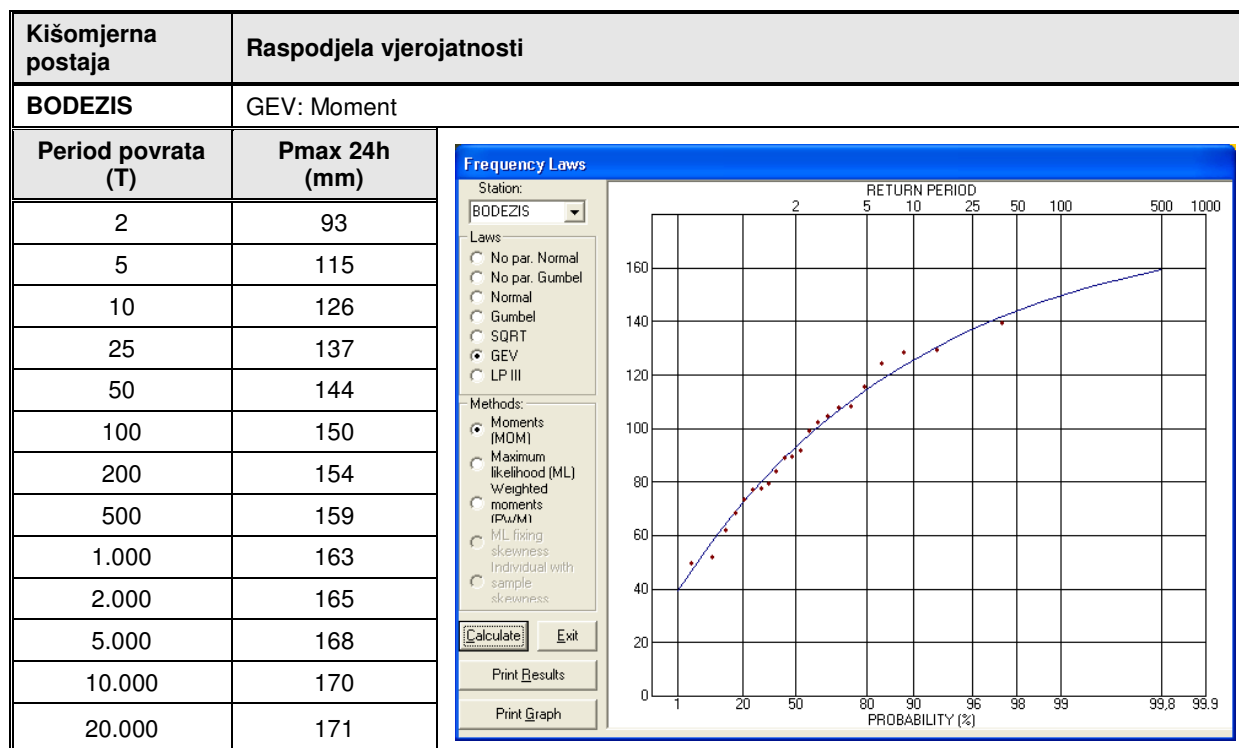 Kišomjerna postaja
Raspodjela vjerojatnosti
BODEZIS
GEV: Moment
Period povrata (T)
Pmax 24h (mm)
2 93
5 115
10 126
25 137
50 144
100 150
200 154
500 159
1.000 163
2.000 165
5.000 168
10.000 170
20.000 171
Frequency Laws
Station:
BODEZIS
Laws
No par. Normal
No par. Gumbel
Normal
Gumbel
SQRT
GEV
LP III
Methods:
Moments
(MOM)
Maximum
likelihood (ML)
Weighted
moments
(PWM)
ML fixing
skewness
Individual with
sample
skewness
Calculate
Exit
Print Results
Print Graph
RETURN PERIOD
2 5 10 25 50 100 500 1000
160
140
120
100
80
60
40
20
0
1 20 50 80 90 96 98 99 99,8 99.9
PROBABILITY (%)